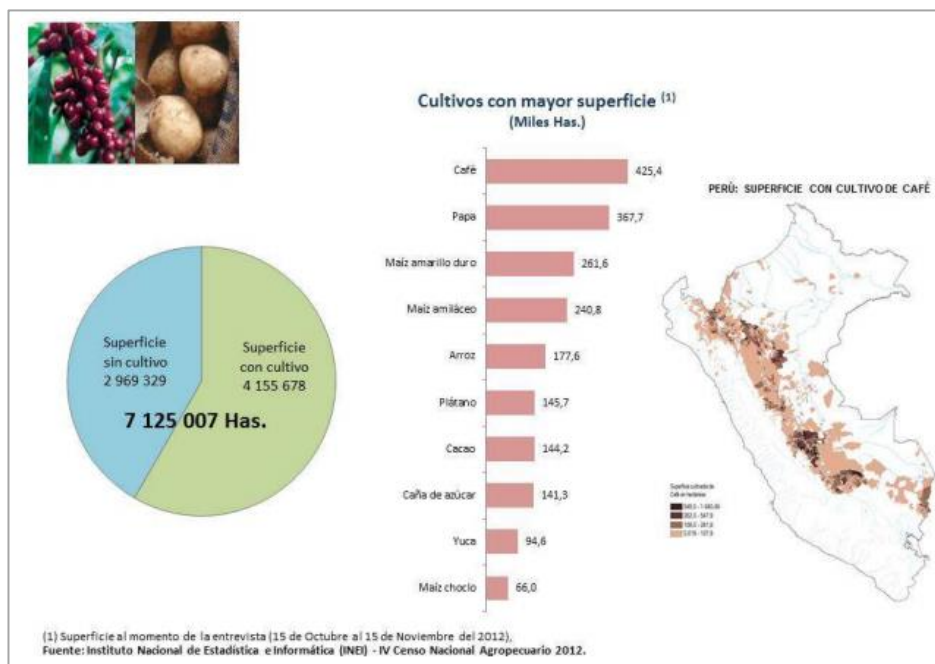 Cultivos con mayor superficie (1)
(Miles Has.)
Café 425,4
Papa 367,7
Maíz amarillo duro 261,6
Maíz amiláceo 240,8
Arroz 177,6
Plátano 145,7
Cacao 144,2
Caña de azúcar 141,3
Yuca 94,6
Maíz choclo 66,0
Superficie
sin cultivo
2 969 329
Superficie
con cultivo
4 155 678
7 125 007 Has.
PERÙ: SUPERFICIE CON CULTIVO DE CAFÉ
(1) Superficie al momento de la entrevista (15 de Octubre al 15 de Noviembre del 2012),
Fuente: Instituto Nacional de Estadística e Informática (INEI) - IV Censo Nacional Agropecuario 2012.